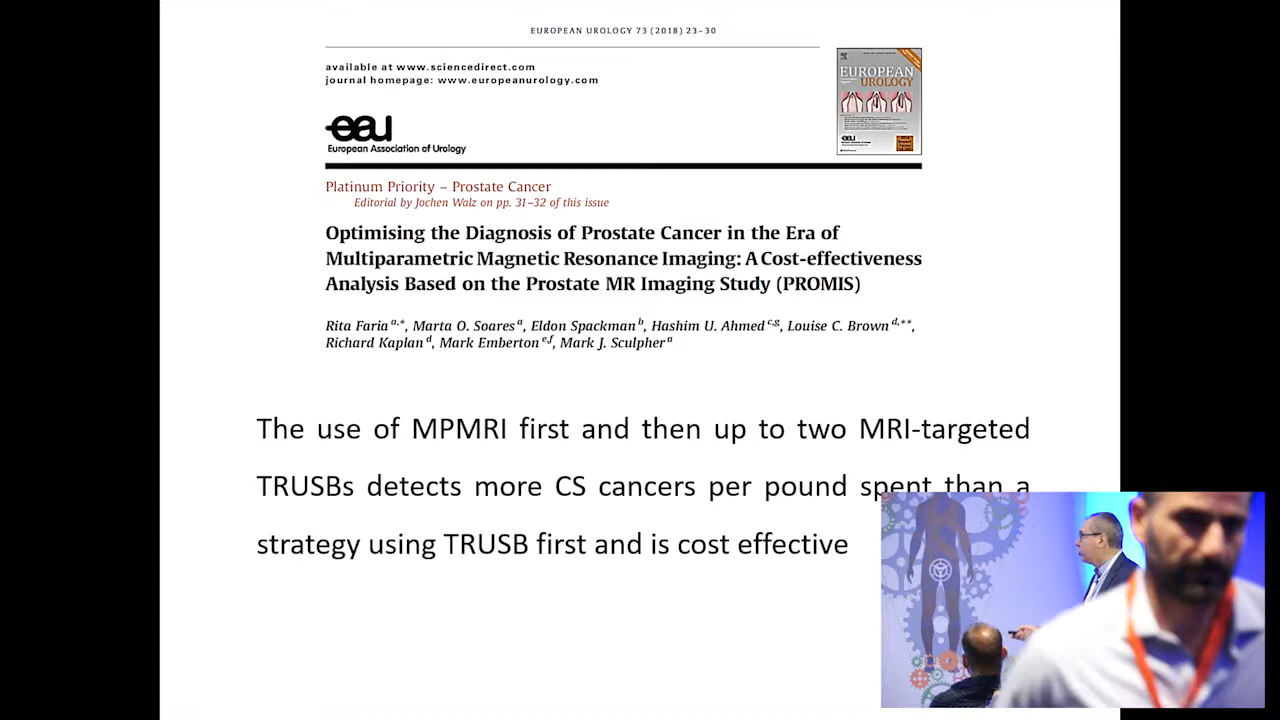 EUROPEAN UROLOGY 73 (2018) 23–30
available at www.sciencedirect.com
journal homepage: www.europeanurology.com
EUROPEAN
UROLOGY
eau
European Association of Urology
Platinum Priority – Prostate Cancer
Editorial by Jochen Walz on pp. 31–32 of this issue
Optimising the Diagnosis of Prostate Cancer in the Era of
Multiparametric Magnetic Resonance Imaging: A Cost-effectiveness
Analysis Based on the Prostate MR Imaging Study (PROMIS)
Rita Faria a,*, Marta O. Soares a, Eldon Spackman b, Hashim U. Ahmed c,g, Louise C. Brown d,**,
Richard Kaplan d, Mark Emberton e,f, Mark J. Sculpher a
The use of MPMRI first and then up to two MRI-targeted
TRUSBs detects more CS cancers per pound spent than a
strategy using TRUSB first and is cost effective